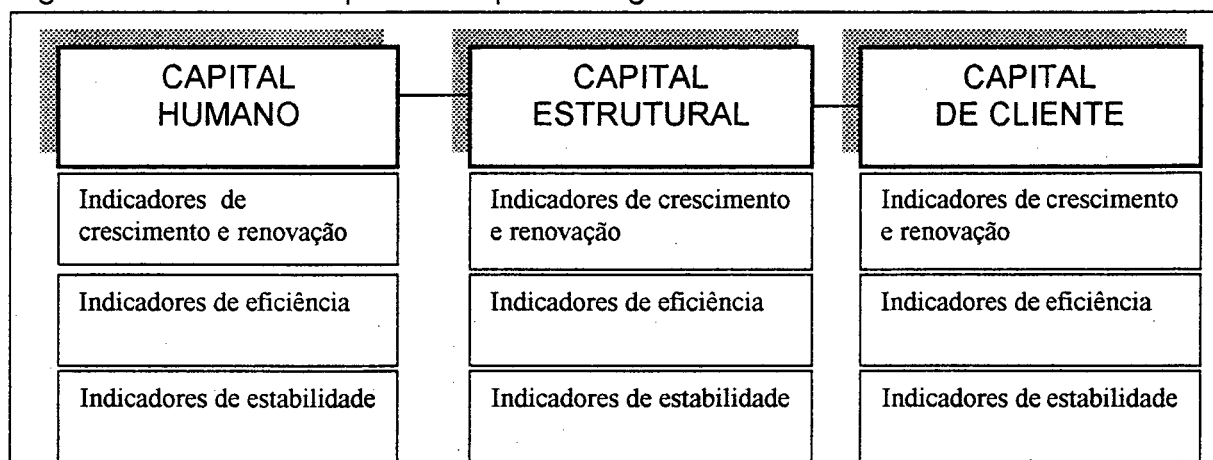 CAPITAL
HUMANO
Indicadores de
crescimento e renovação
Indicadores de eficiência
Indicadores de estabilidade
CAPITAL
ESTRUTURAL
Indicadores de crescimento
e renovação
Indicadores de eficiência
Indicadores de estabilidade
CAPITAL
DE CLIENTE
Indicadores de crescimento
e renovação
Indicadores de eficiência
Indicadores de estabilidade